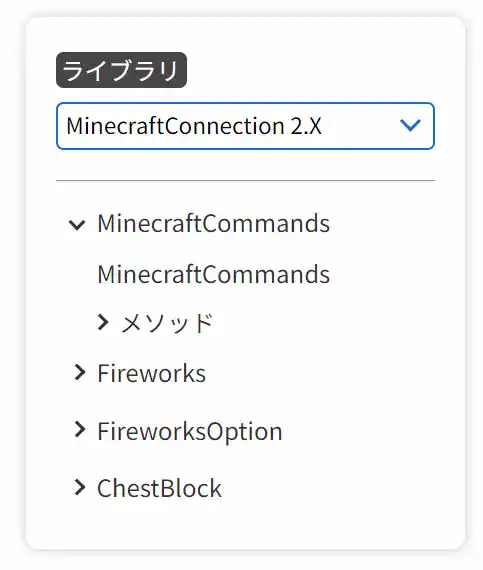 ライブラリ
MinecraftConnection 2.X
MinecraftCommands
MinecraftCommands
メソッド
Fireworks
FireworksOption
ChestBlock